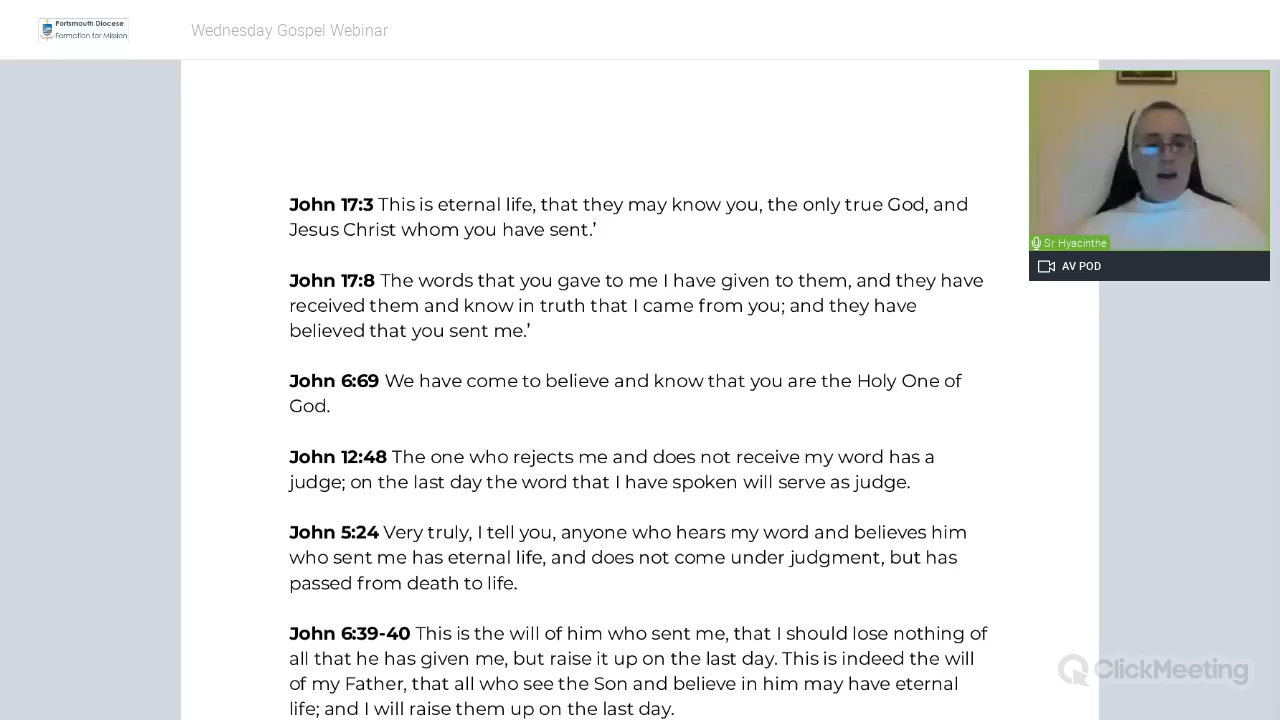 Portsmouth Diocese
Formation for Mission
Wednesday Gospel Webinar
John 17:3 This is eternal life, that they may know you, the only true God, and
Jesus Christ whom you have sent.’
John 17:8 The words that you gave to me I have given to them, and they have
received them and know in truth that I came from you; and they have
believed that you sent me.’
John 6:69 We have come to believe and know that you are the Holy One of
God.
John 12:48 The one who rejects me and does not receive my word has a
judge; on the last day the word that I have spoken will serve as judge.
John 5:24 Very truly, I tell you, anyone who hears my word and believes him
who sent me has eternal life, and does not come under judgment, but has
passed from death to life.
John 6:39-40 This is the will of him who sent me, that I should lose nothing of
all that he has given me, but raise it up on the last day. This is indeed the will
of my Father, that all who see the Son and believe in him may have eternal
life; and I will raise them up on the last day.
Sr Hyacinthe
AV POD
ClickMeeting